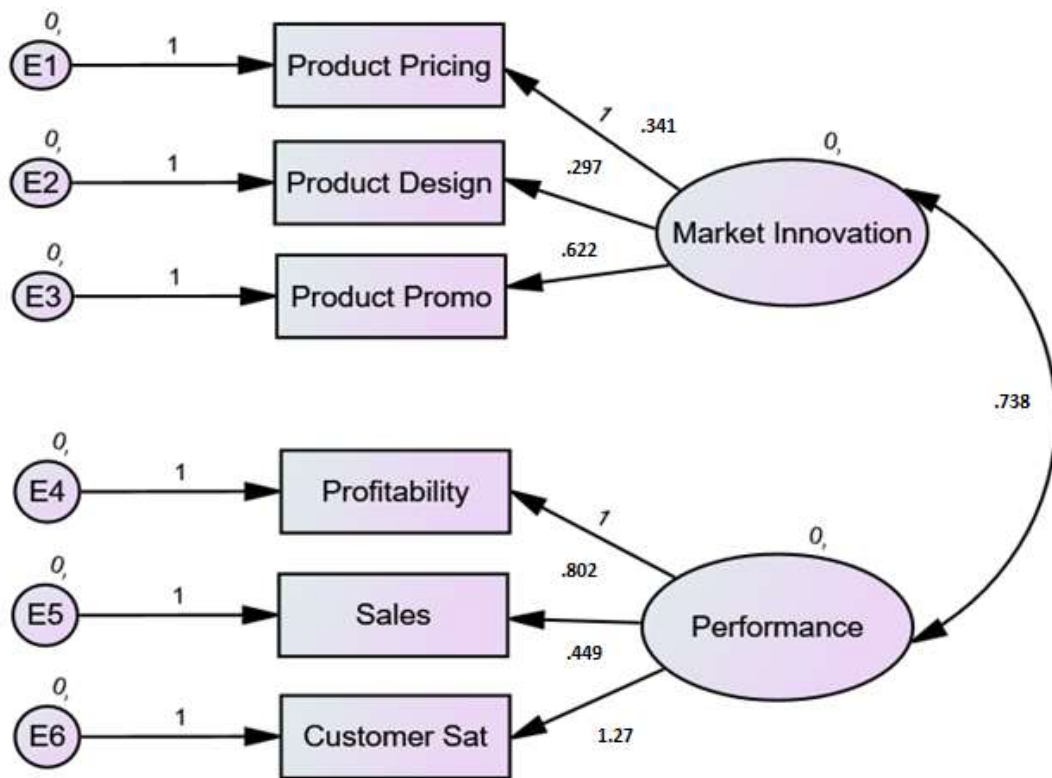 0,
E1
1
Product Pricing
1
.341
0,
E2
1
Product Design
.297
0,
Market Innovation
0,
E3
1
Product Promo
.622
.738
0,
E4
1
Profitability
1
.802
0,
E5
1
Sales
.449
0,
Performance
0,
E6
1
Customer Sat
1.27